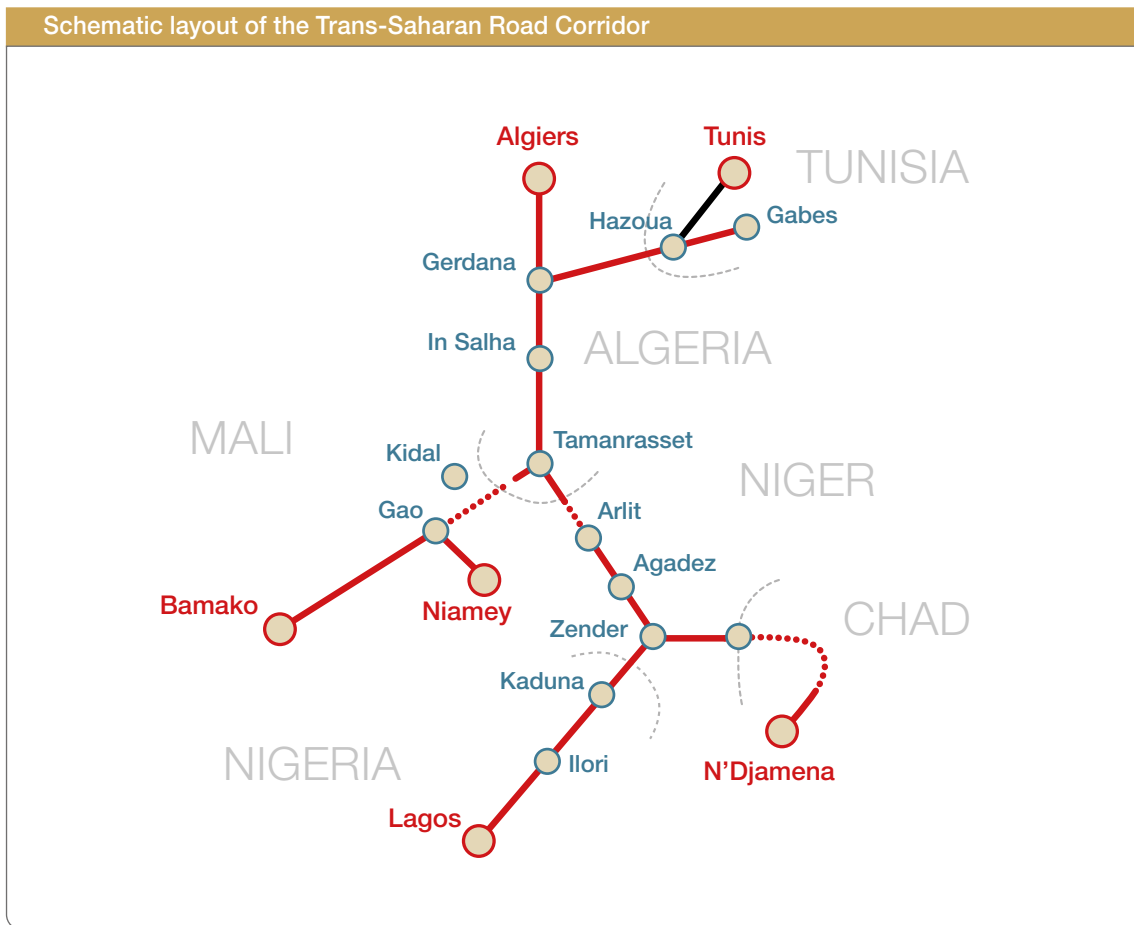 Schematic layout of the Trans-Saharan Road Corridor
Algiers
Tunis
TUNISIA
Hazoua
Gabes
Gerdana
In Salha
ALGERIA
MALI
Kidal
Tamanrasset
NIGER
Gao
Arlit
Agadez
Bamako
Niamey
Zender
CHAD
Kaduna
NIGERIA
Ilori
N'Djamena
Lagos